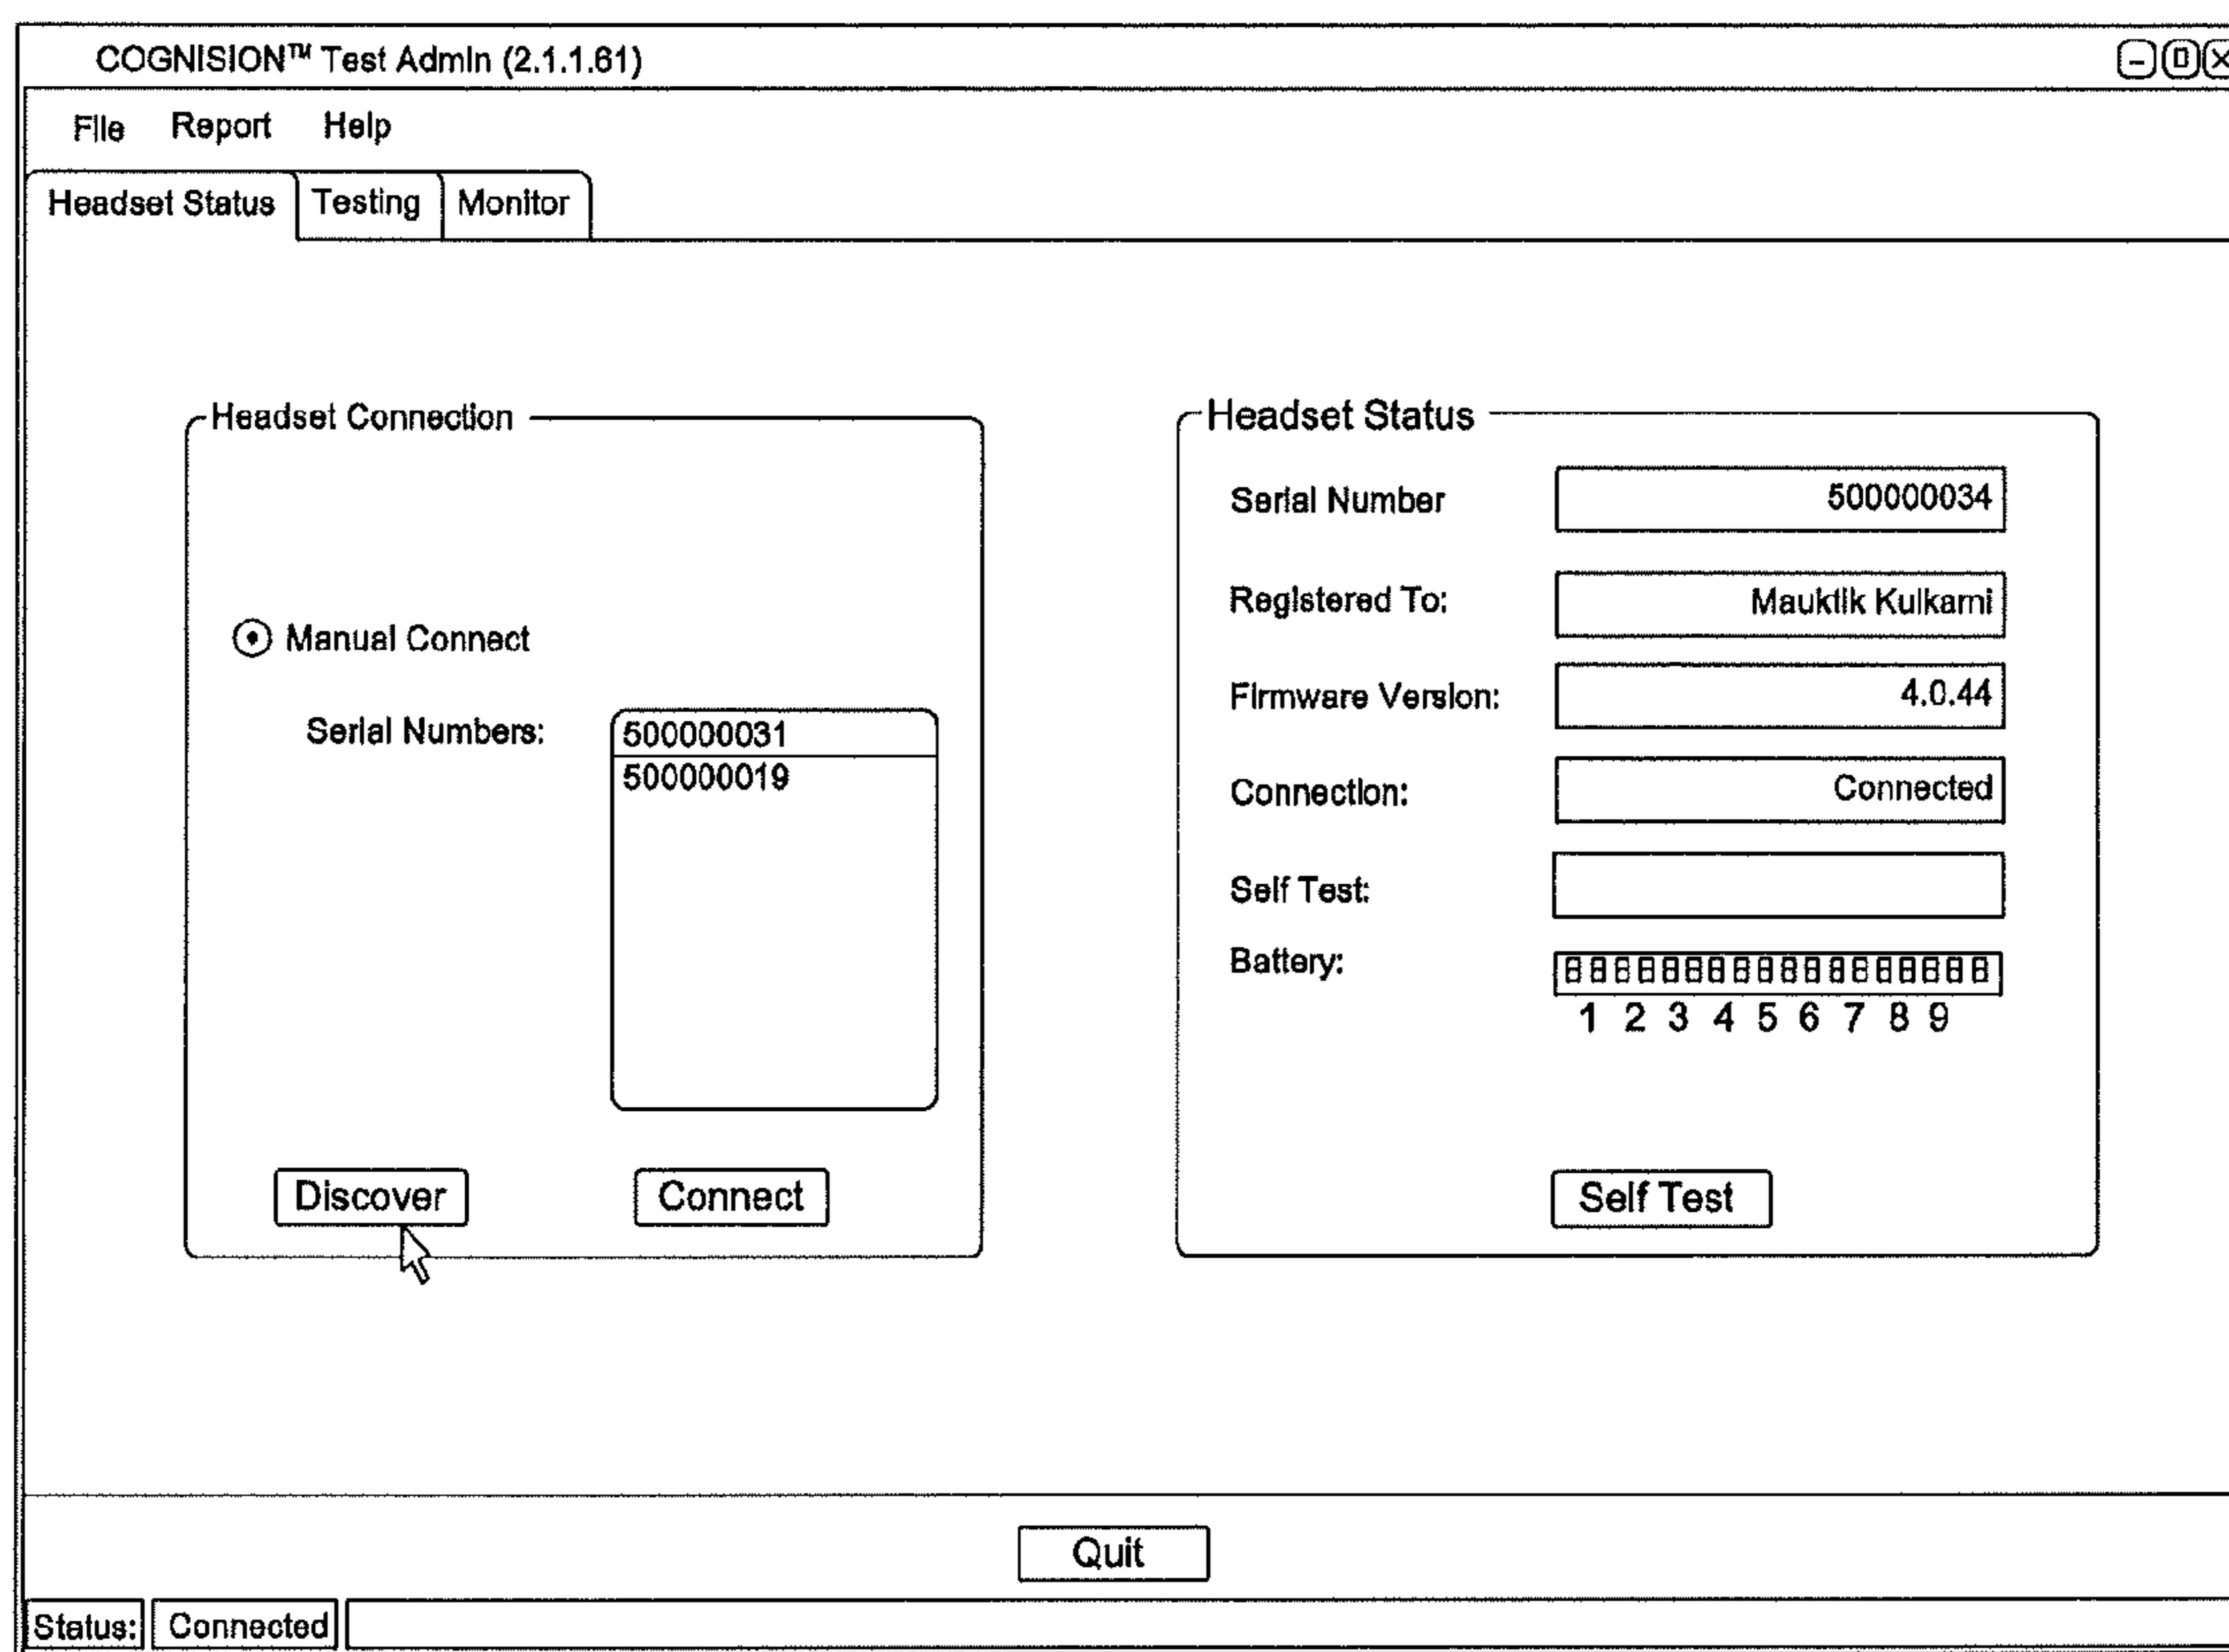 COGNISION™ Test Admin (2.1.1.61)
File Report Help
Headset Status Testing Monitor
Headset Connection
Manual Connect
Serial Numbers:
500000031
500000019
Discover Connect
Headset Status
Serial Number 500000034
Registered To: Mauktik Kulkarni
Firmware Version: 4.0.44
Connection: Connected
Self Test:
Battery:
1 2 3 4 5 6 7 8 9
Self Test
Quit
Status: Connected